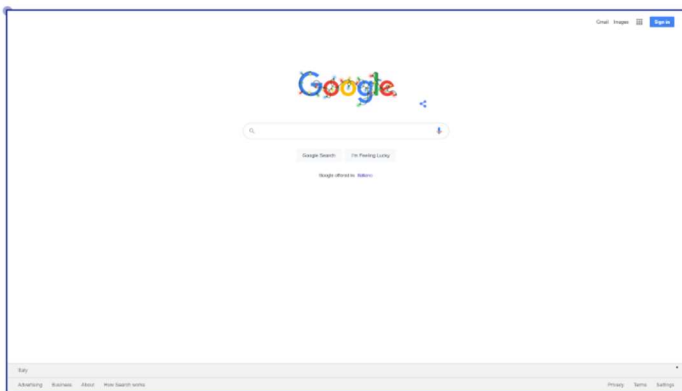 Gmail Images Sign in
Google
Google Search I'm Feeling Lucky
Google offered in: Italiano
Italy
Advertising Business About How Search works Privacy Terms Settings